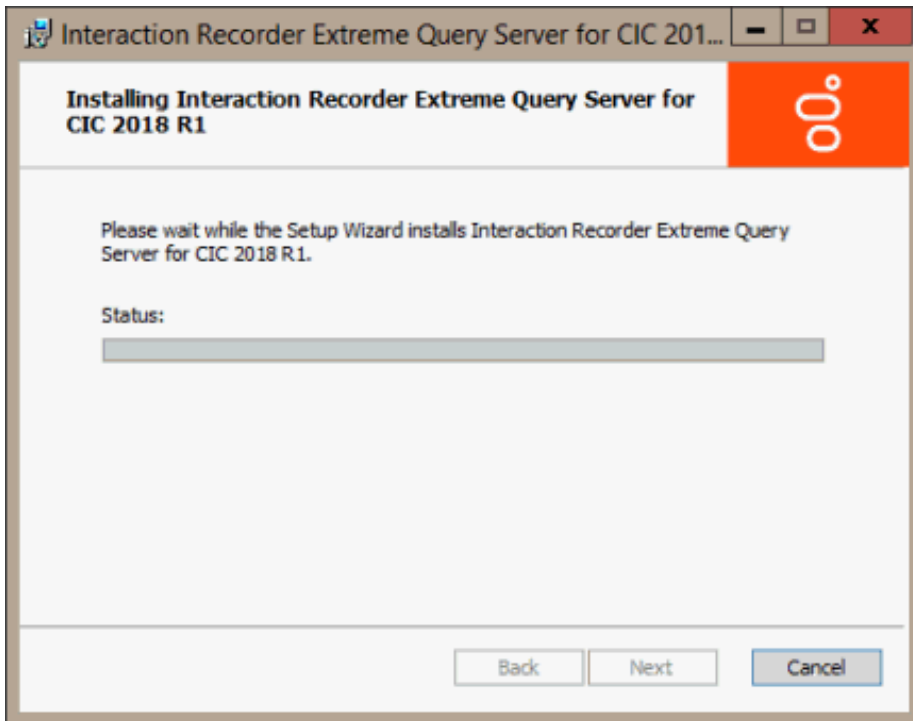 Interaction Recorder Extreme Query Server for CIC 201...
Installing Interaction Recorder Extreme Query Server for
CIC 2018 R1
Please wait while the Setup Wizard installs Interaction Recorder Extreme Query
Server for CIC 2018 R1.
Status:
Back Next Cancel